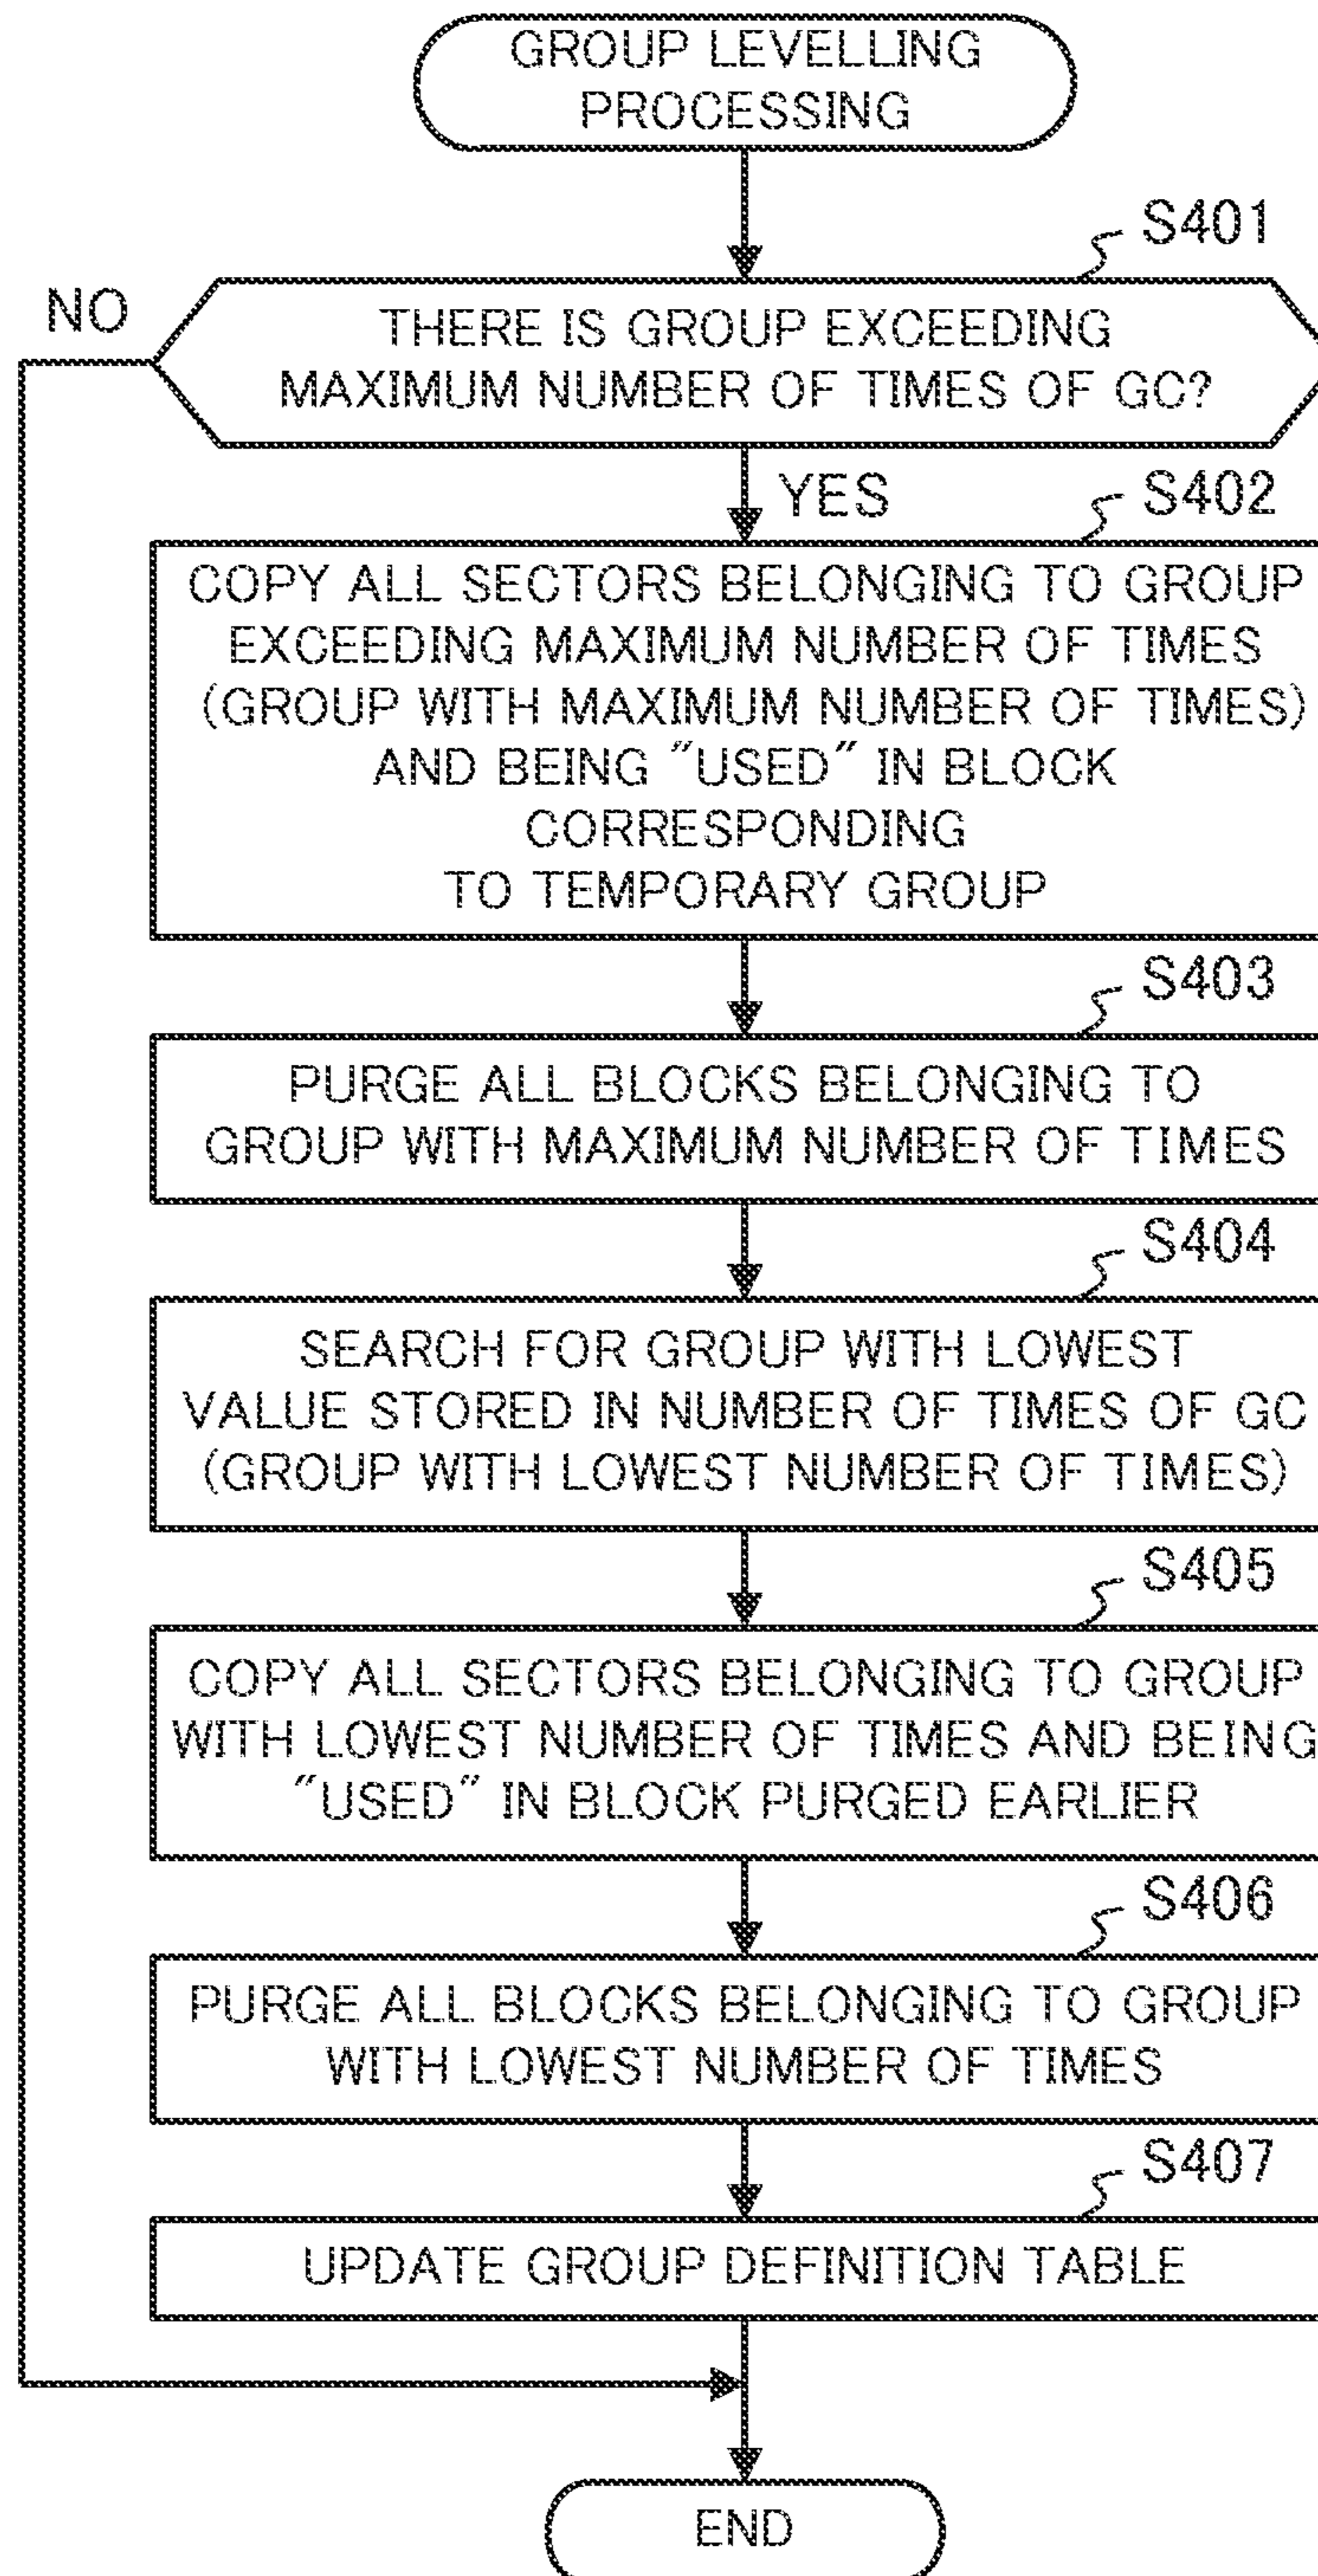 GROUP LEVELLING
PROCESSING
S401
NO
THERE IS GROUP EXCEEDING
MAXIMUM NUMBER OF TIMES OF GC?
YES
S402
COPY ALL SECTORS BELONGING TO GROUP
EXCEEDING MAXIMUM NUMBER OF TIMES
(GROUP WITH MAXIMUM NUMBER OF TIMES)
AND BEING "USED" IN BLOCK
CORRESPONDING
TO TEMPORARY GROUP
S403
PURGE ALL BLOCKS BELONGING TO
GROUP WITH MAXIMUM NUMBER OF TIMES
S404
SEARCH FOR GROUP WITH LOWEST
VALUE STORED IN NUMBER OF TIMES OF GC
(GROUP WITH LOWEST NUMBER OF TIMES)
S405
COPY ALL SECTORS BELONGING TO GROUP
WITH LOWEST NUMBER OF TIMES AND BEING
"USED" IN BLOCK PURGED EARLIER
S406
PURGE ALL BLOCKS BELONGING TO GROUP
WITH LOWEST NUMBER OF TIMES
S407
UPDATE GROUP DEFINITION TABLE
END